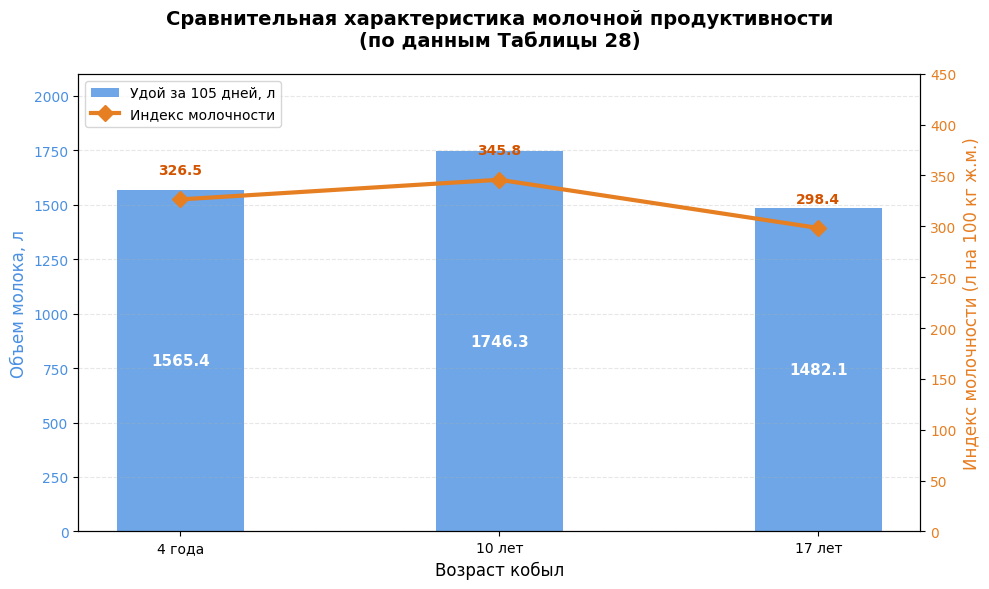 Сравнительная характеристика молочной продуктивности
(по данным Таблицы 28)
Удой за 105 дней, л
Индекс молочности
Объем молока, л
2000
1750
1500
1250
1000
750
500
250
0
326.5
345.8
298.4
1565.4
1746.3
1482.1
450
400
350
300
250
200
150
100
50
0
Индекс молочности (л на 100 кг ж.м.)
4 года
10 лет
17 лет
Возраст кобыл